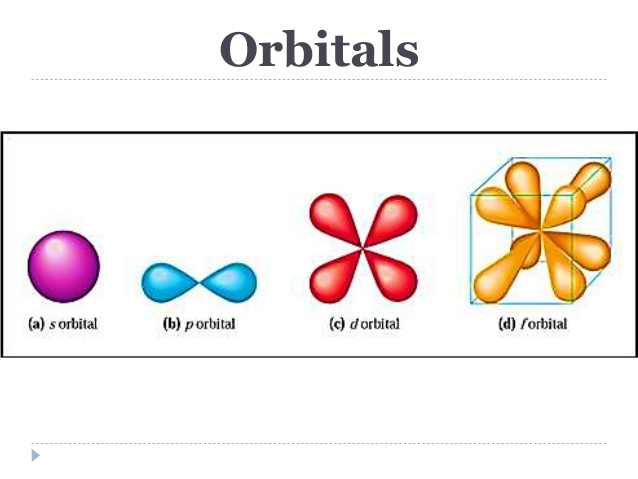 Orbitals
(a) s orbital
(b) p orbital
(c) d orbital
(d) f orbital